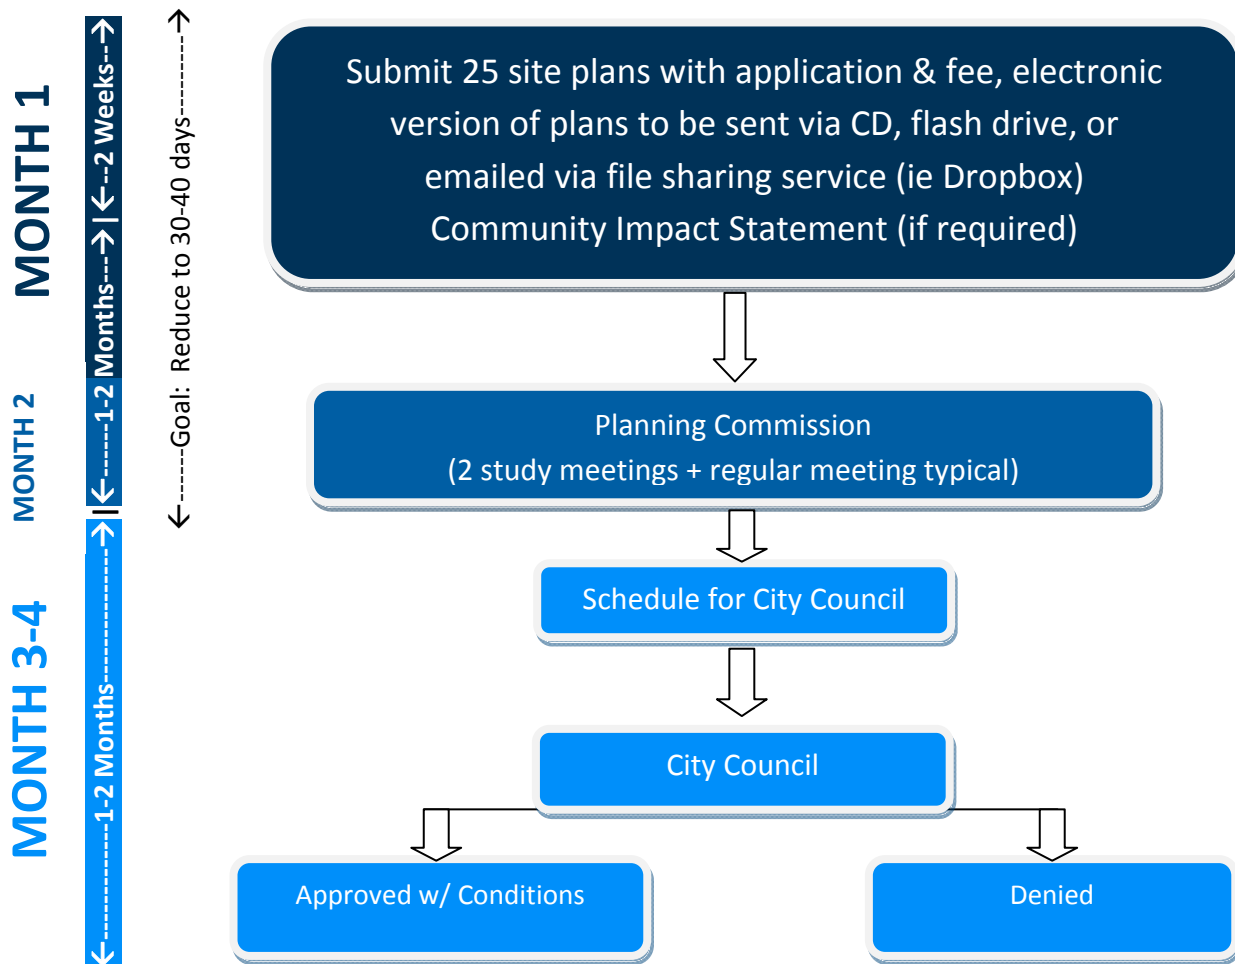 MONTH 1
MONTH 2
MONTH 3-4
<--2 Weeks-->
|
<-------1-2 Months---->
||
<----------------1-2 Months---------------->
<------Goal:  Reduce to 30-40 days--------->
Submit 25 site plans with application & fee, electronic
version of plans to be sent via CD, flash drive, or
emailed via file sharing service (ie Dropbox)
Community Impact Statement (if required)
Planning Commission
(2 study meetings + regular meeting typical)
Schedule for City Council
City Council
Approved w/ Conditions
Denied